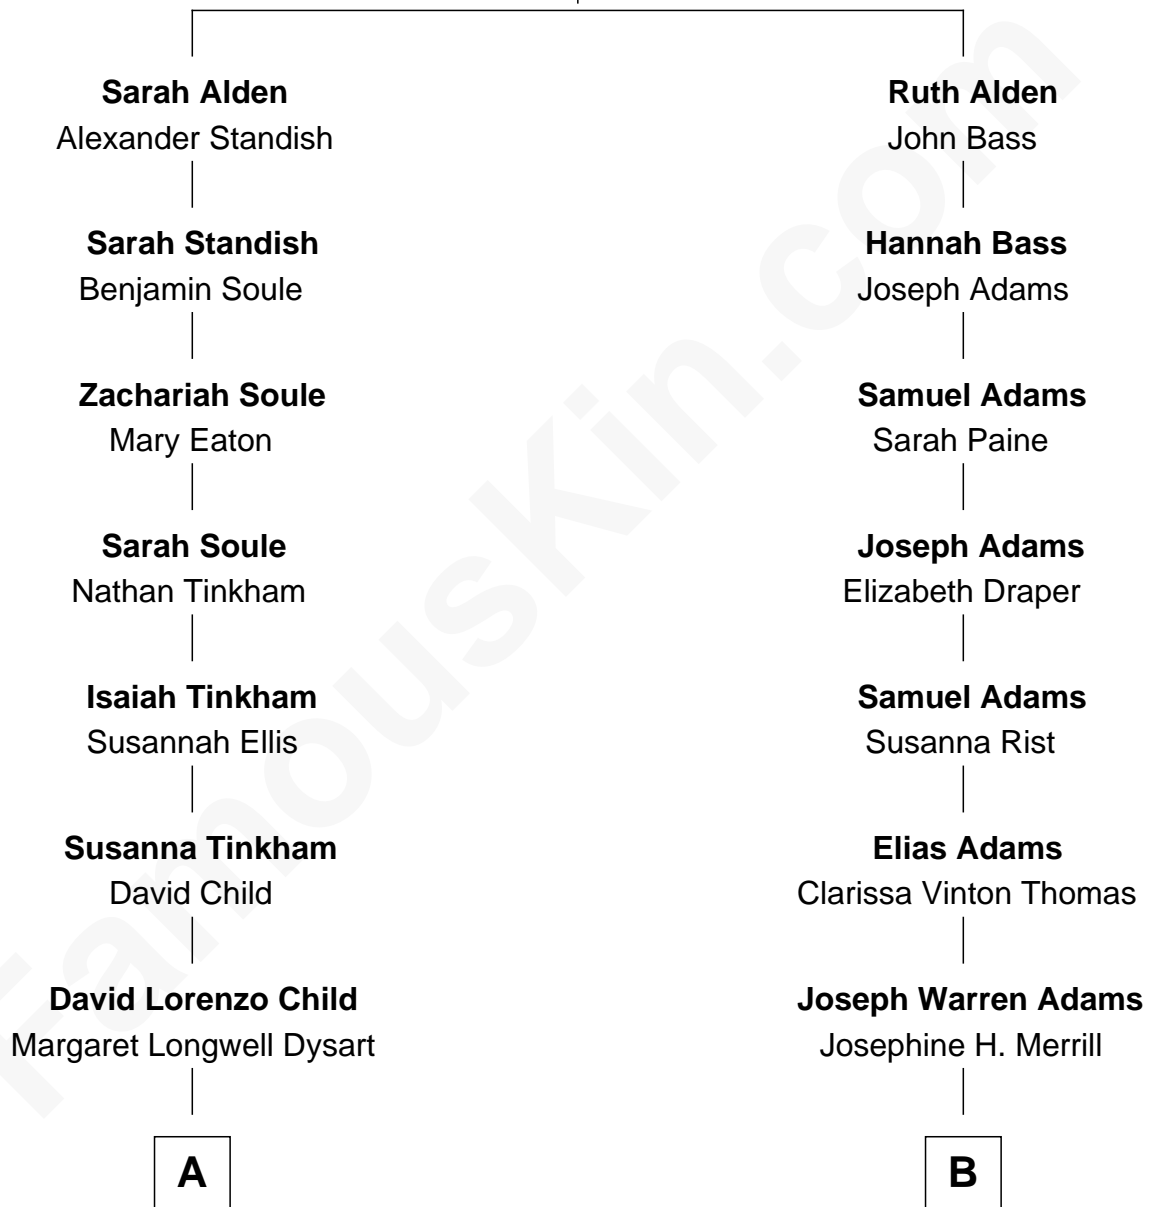 Sarah Alden
Alexander Standish
Sarah Standish
Benjamin Soule
Zachariah Soule
Mary Eaton
Sarah Soule
Nathan Tinkham
Isaiah Tinkham
Susannah Ellis
Susanna Tinkham
David Child
David Lorenzo Child
Margaret Longwell Dysart
A
Ruth Alden
John Bass
Hannah Bass
Joseph Adams
Samuel Adams
Sarah Paine
Joseph Adams
Elizabeth Draper
Samuel Adams
Susanna Rist
Elias Adams
Clarissa Vinton Thomas
Joseph Warren Adams
Josephine H. Merrill
B
FamousKin.com